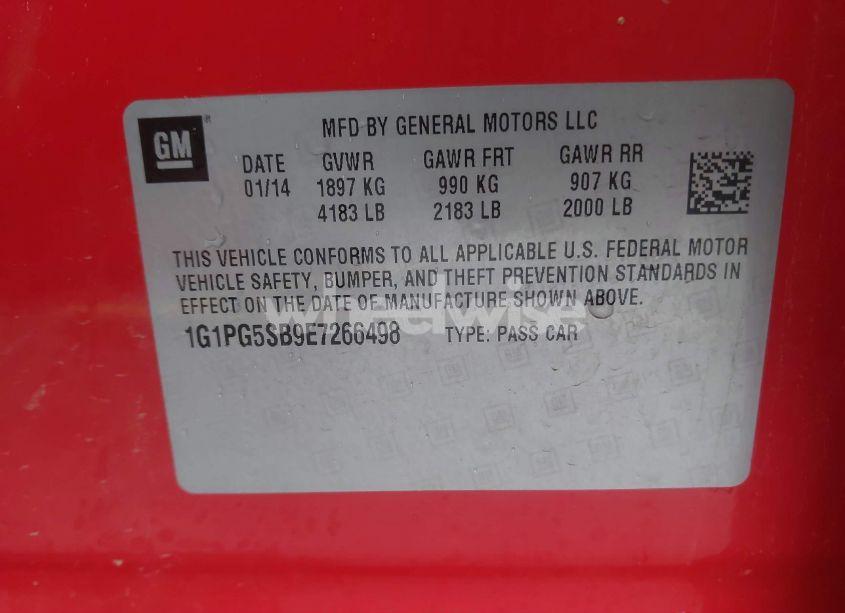 GM
MFD BY GENERAL MOTORS LLC
DATE GVWR GAWR FRT GAWR RR
01/14 1897 KG 990 KG 907 KG
4183 LB 2183 LB 2000 LB
THIS VEHICLE CONFORMS TO ALL APPLICABLE U.S. FEDERAL MOTOR
VEHICLE SAFETY, BUMPER, AND THEFT PREVENTION STANDARDS IN
EFFECT ON THE DATE OF MANUFACTURE SHOWN ABOVE.
wheelwise
1G1PG5SB9E7266498 TYPE: PASS CAR